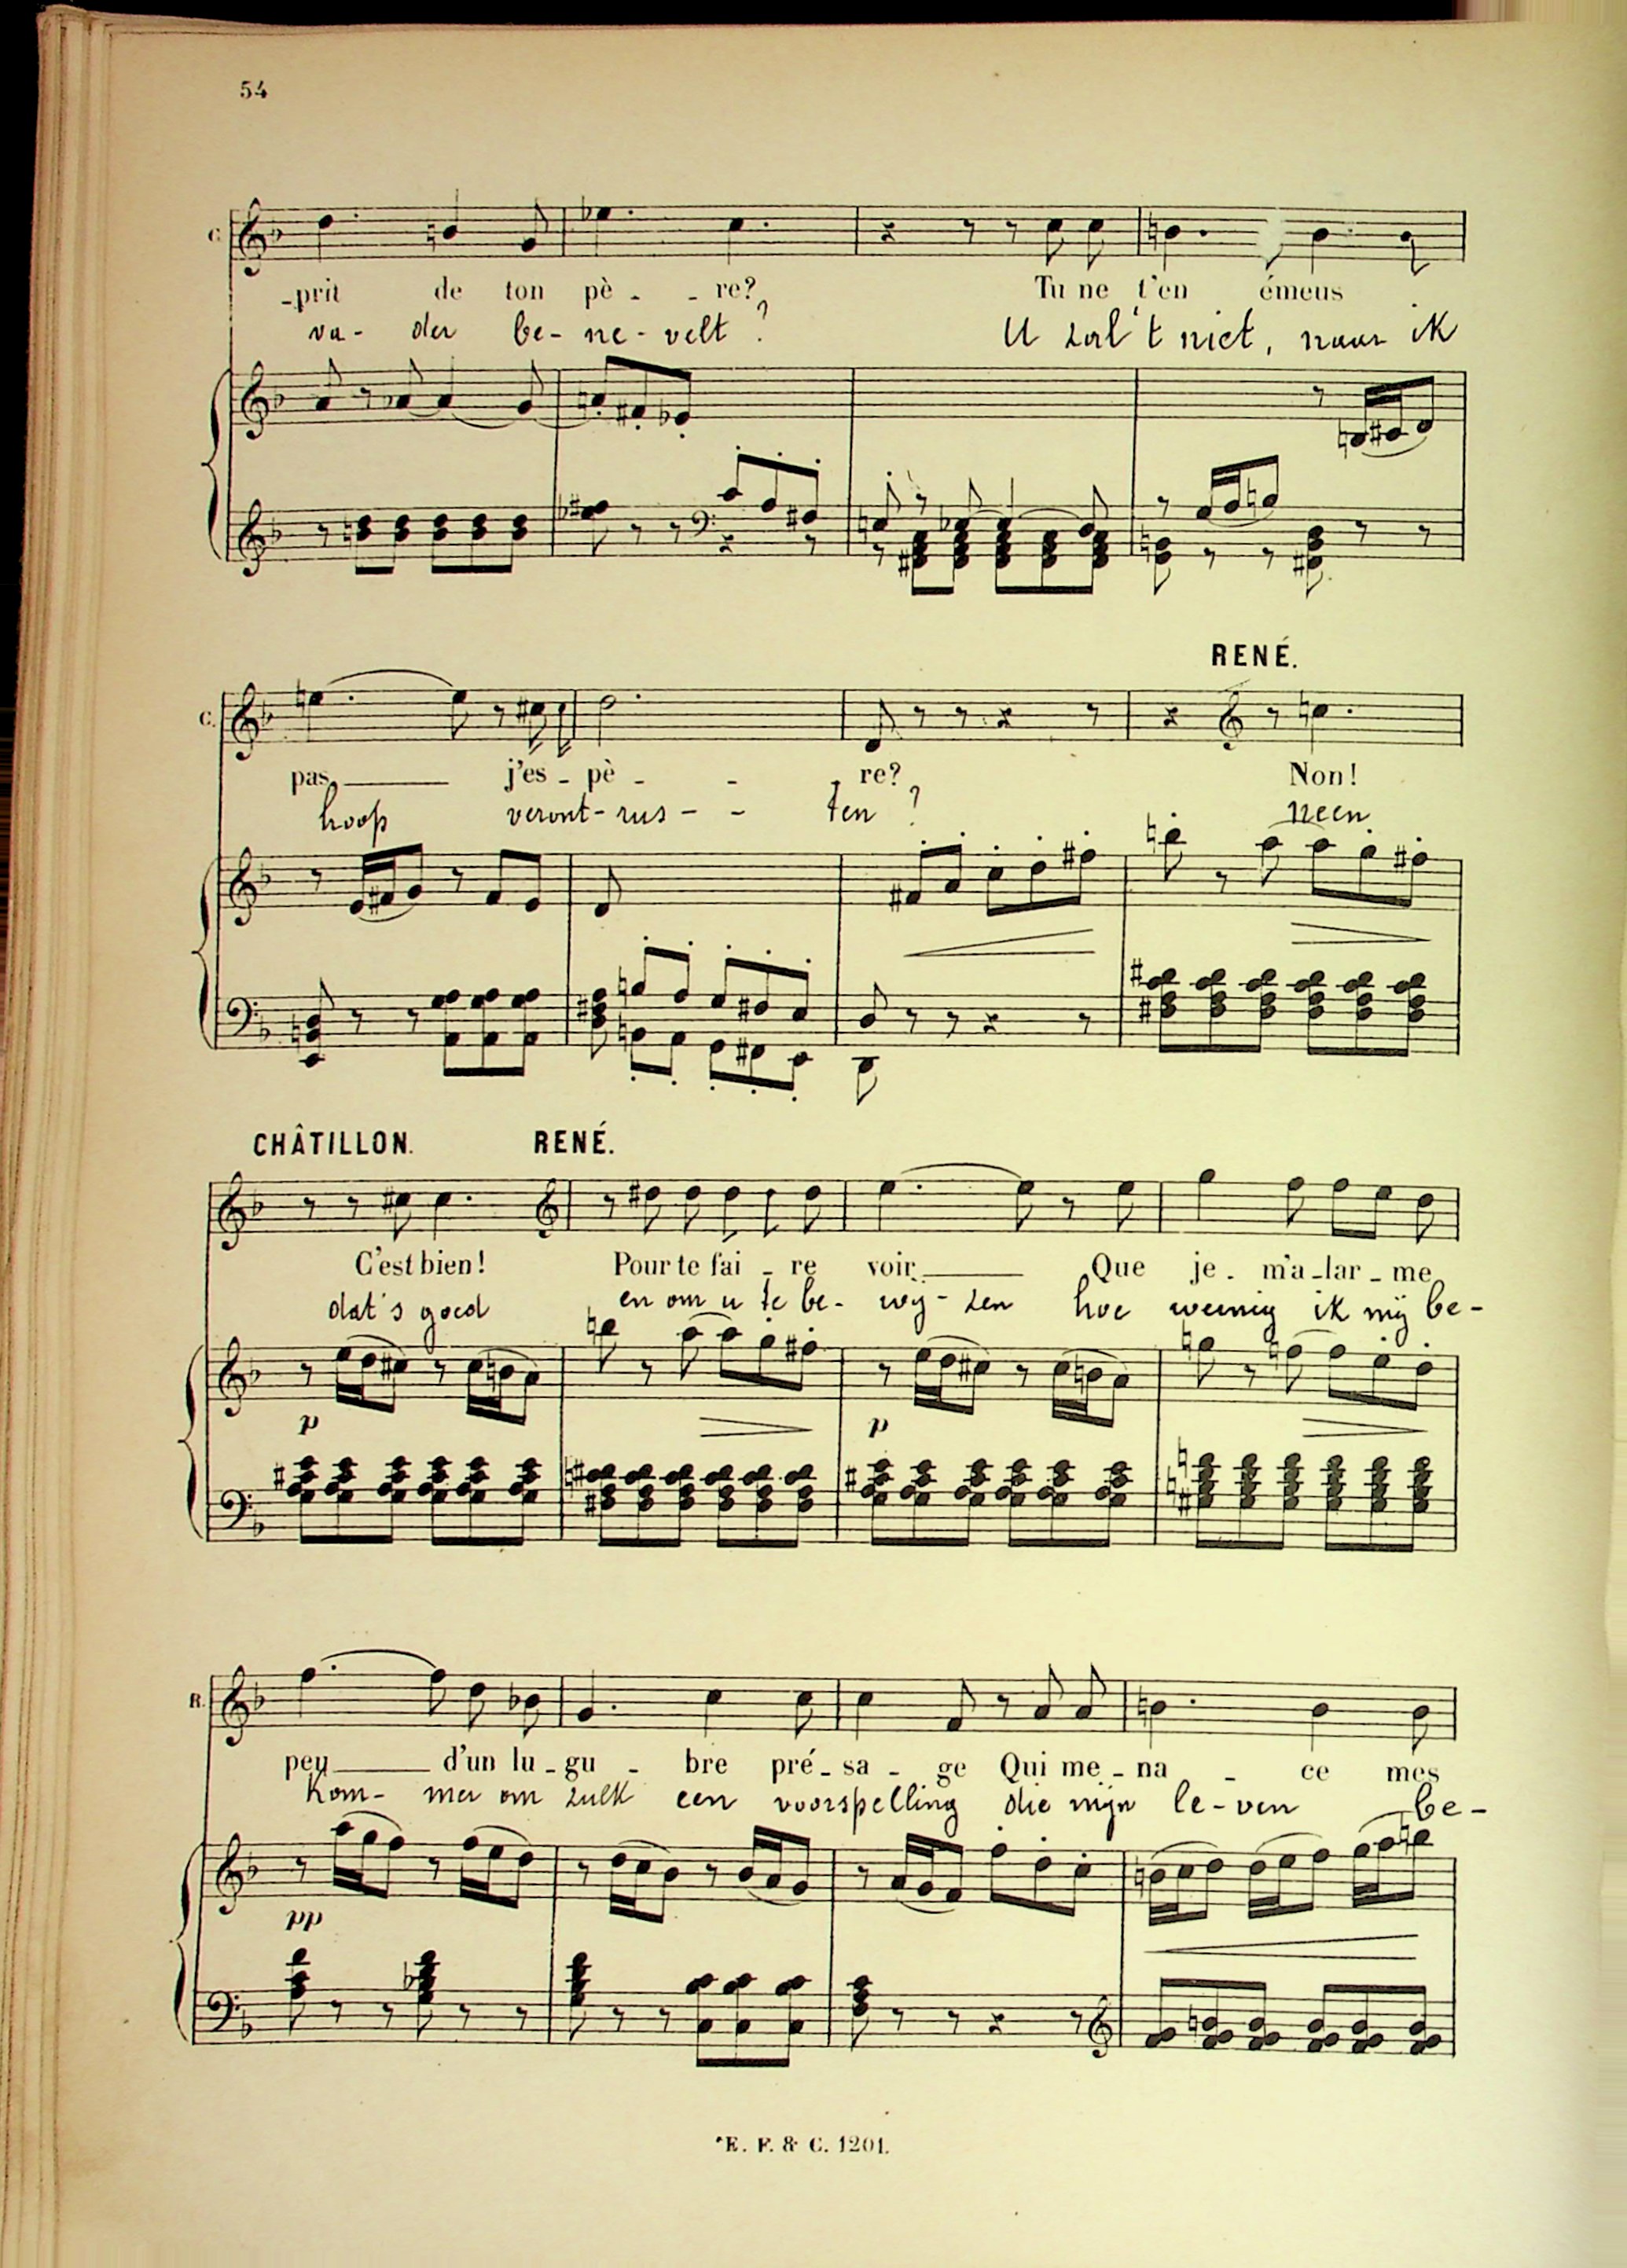 54
C.
-prit de ton pè - - re? Tu ne t'en émeus
va- der be- ne- velt? U zal 't niet, naar ik
RENÉ.
C.
pas j'es - pè - - re? Non!
hoop veront- rus - - ten? neen
CHÂTILLON. RENÉ.
C'est bien! Pour te fai - re voir Que je m'a - lar - me
dat's goed en om u te be- wy- zen hoe weinig ik mÿ be-
p p
R.
peu d'un lu - gu - bre pré - sa - ge Qui me - na - ce mes
kom- mer om zulk een voorspelling die mijn le- ven be-
pp
E. F. & C. 1201.